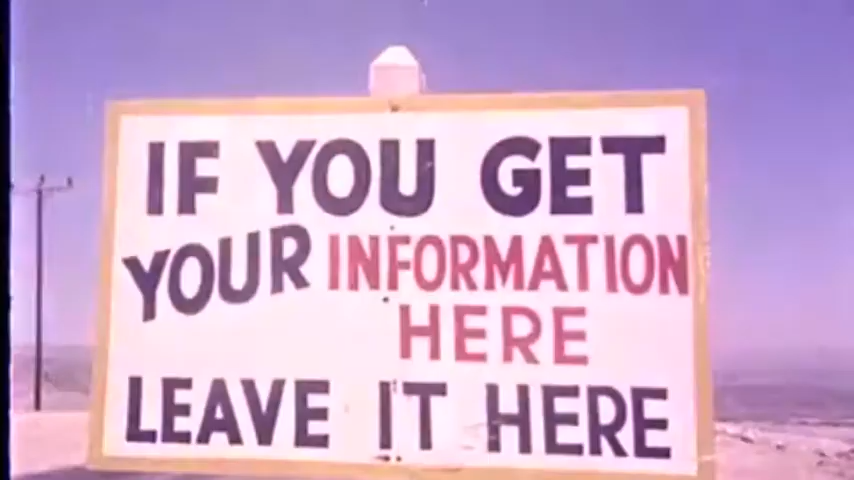 IF YOU GET
YOUR INFORMATION
HERE
LEAVE IT HERE